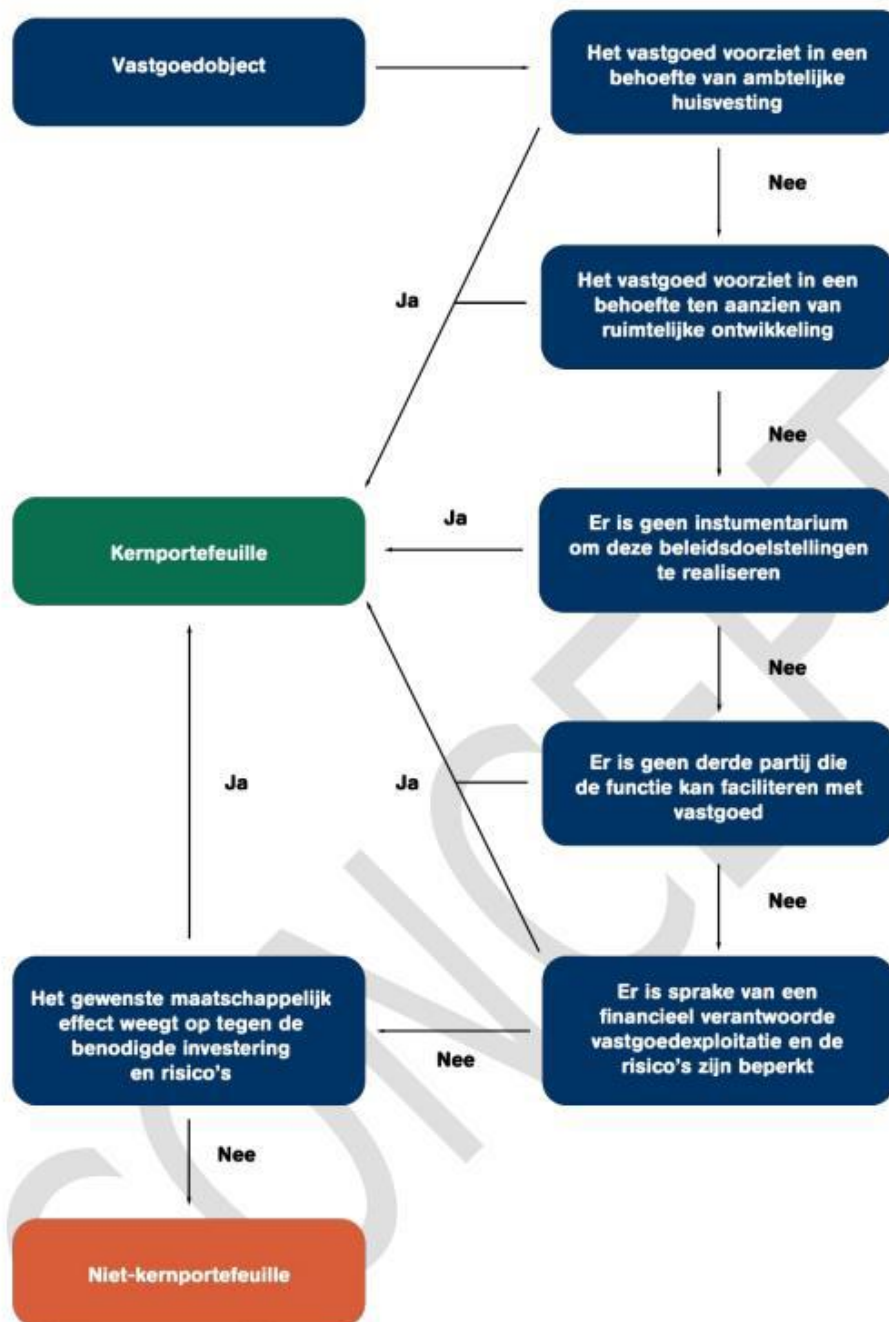 Vastgoedobject
Het vastgoed voorziet in een
behoefte van ambtelijke
huisvesting
Nee
Het vastgoed voorziet in een
behoefte ten aanzien van
ruimtelijke ontwikkeling
Ja
Nee
Er is geen instumentarium
om deze beleidsdoelstellingen
te realiseren
Ja
Kernportefeuille
Nee
Er is geen derde partij die
de functie kan faciliteren met
vastgoed
Ja
Ja
Nee
Er is sprake van een
financieel verantwoorde
vastgoedexploitatie en de
risico's zijn beperkt
Nee
Het gewenste maatschappelijk
effect weegt op tegen de
benodigde investering
en risico's
Nee
Niet-kernportefeuille
CONCEPT